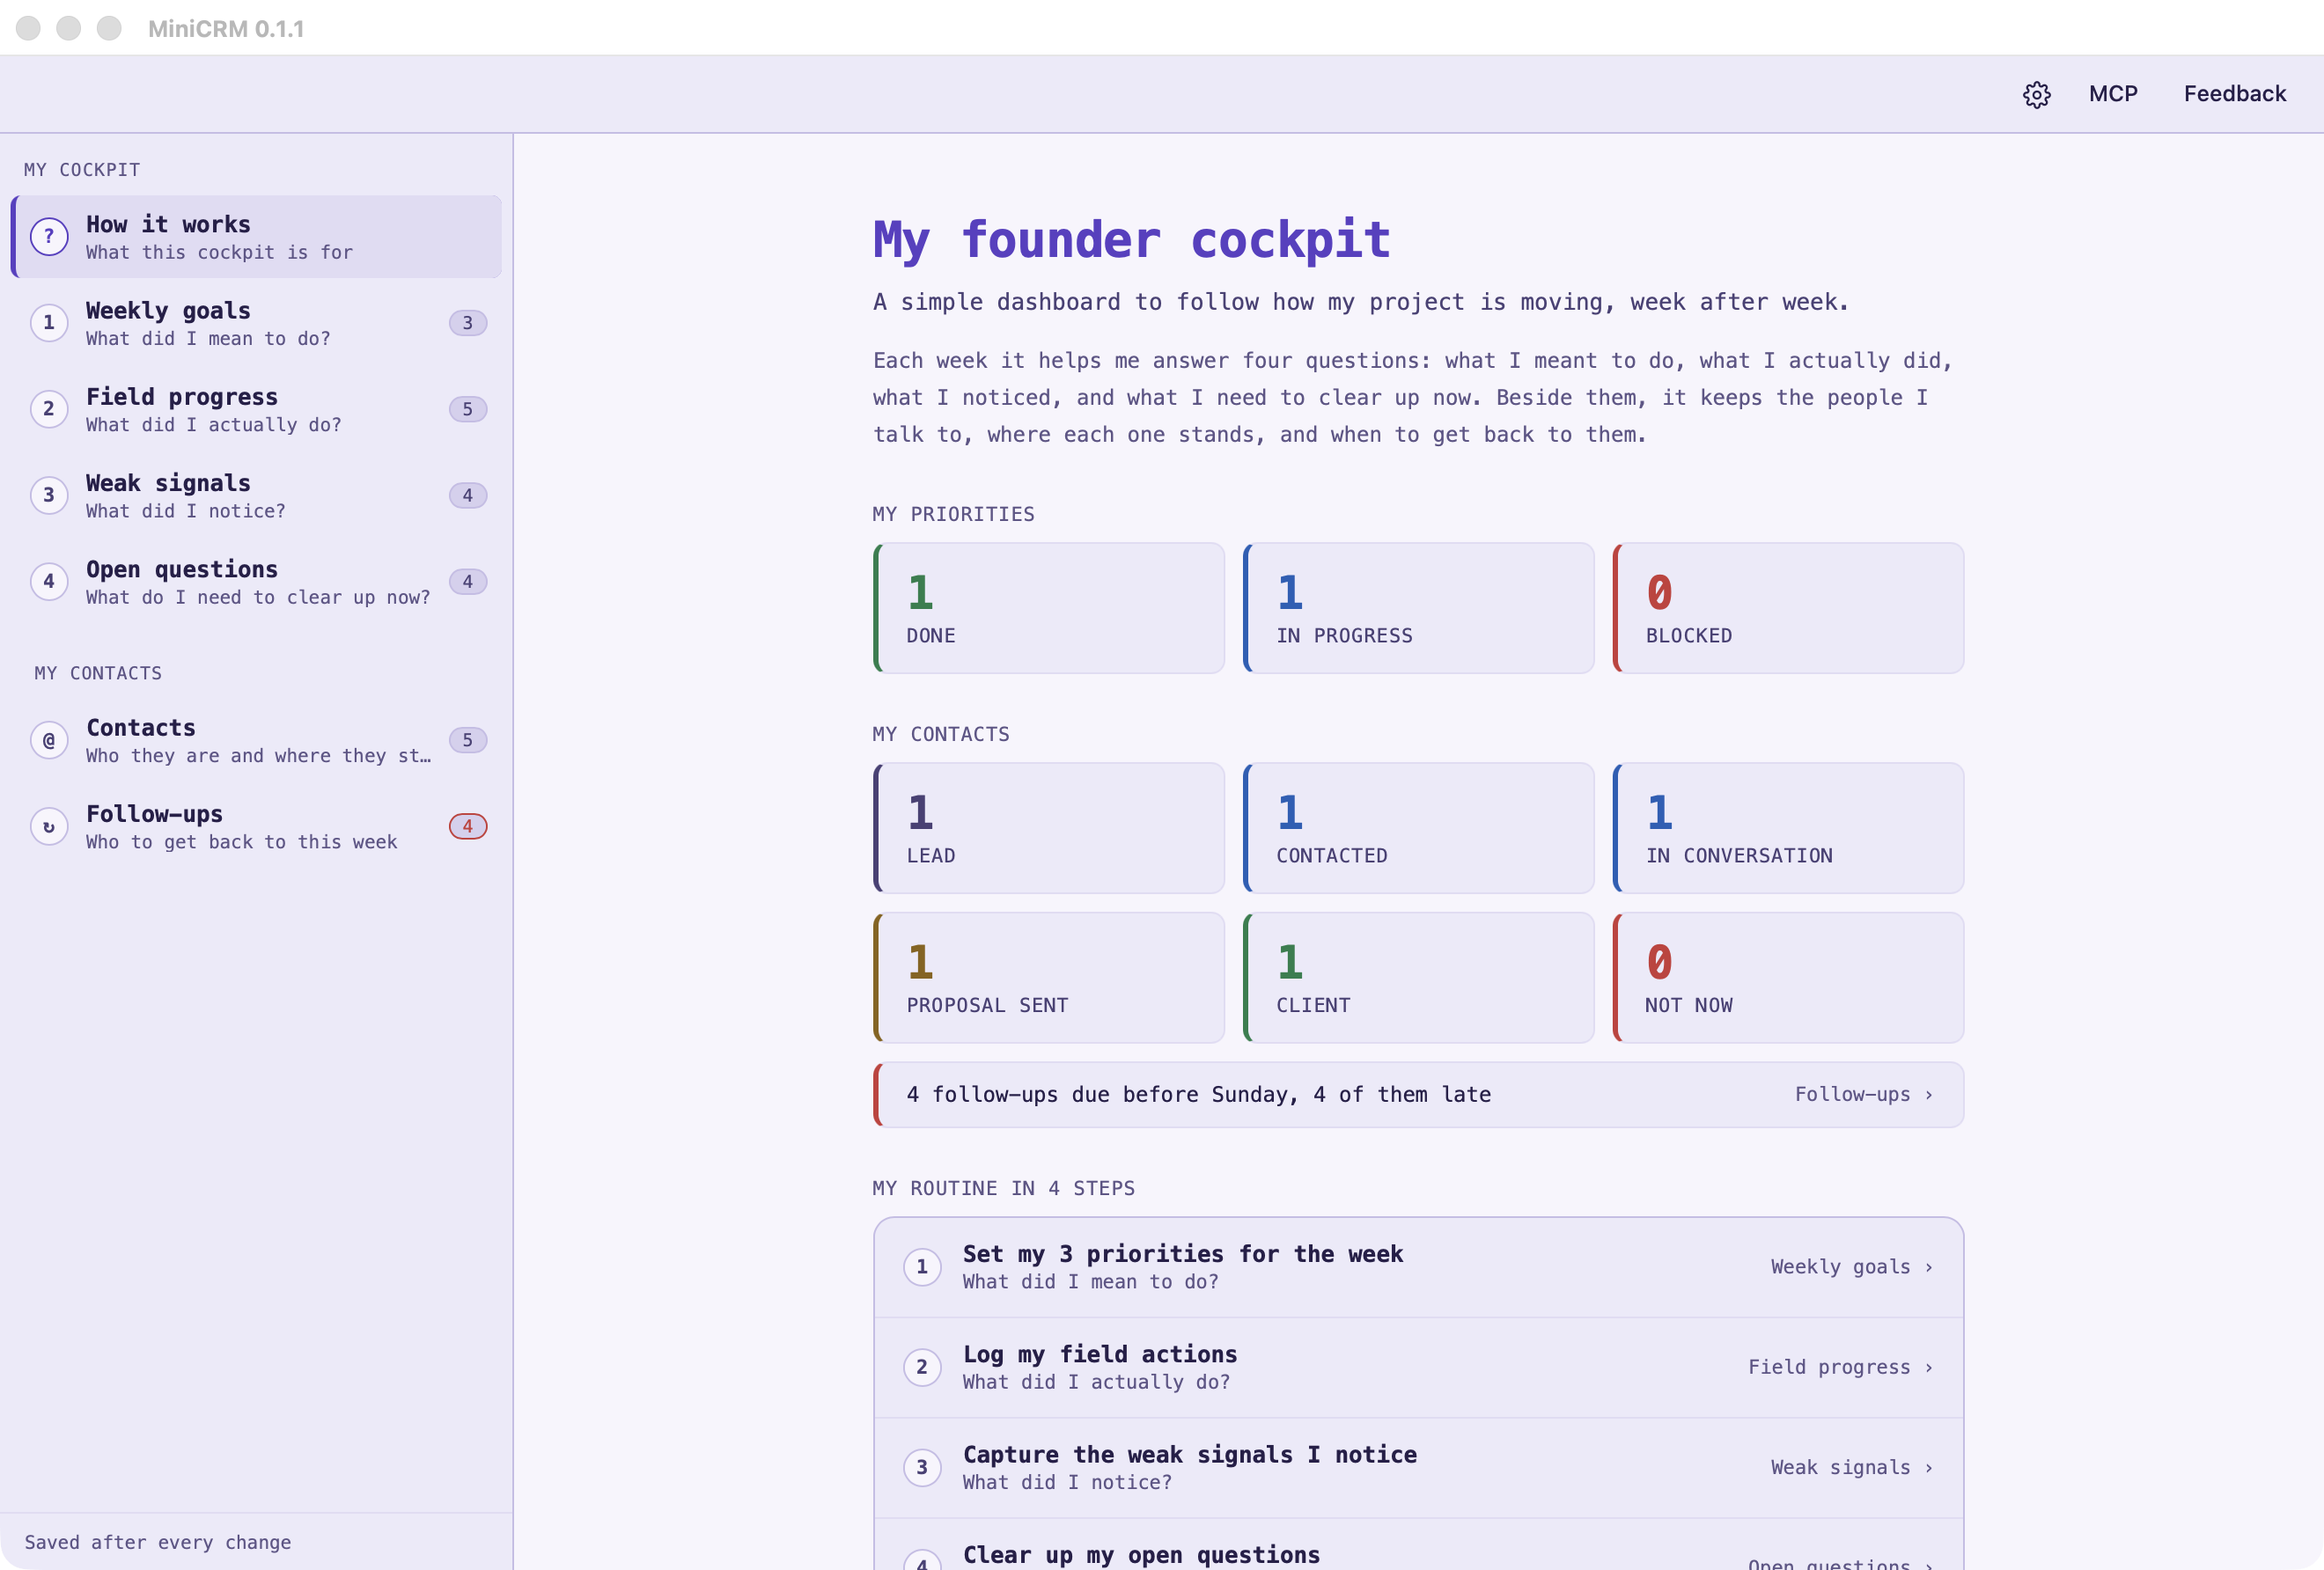 MiniCRM 0.1.1
MCP
Feedback
MY COCKPIT
?
How it works
What this cockpit is for
1
Weekly goals
What did I mean to do?
3
2
Field progress
What did I actually do?
5
3
Weak signals
What did I notice?
4
4
Open questions
What do I need to clear up now?
4
MY CONTACTS
@
Contacts
Who they are and where they st…
5
↻
Follow-ups
Who to get back to this week
4
Saved after every change
My founder cockpit
A simple dashboard to follow how my project is moving, week after week.
Each week it helps me answer four questions: what I meant to do, what I actually did,
what I noticed, and what I need to clear up now. Beside them, it keeps the people I
talk to, where each one stands, and when to get back to them.
MY PRIORITIES
1
DONE
1
IN PROGRESS
0
BLOCKED
MY CONTACTS
1
LEAD
1
CONTACTED
1
IN CONVERSATION
1
PROPOSAL SENT
1
CLIENT
0
NOT NOW
4 follow-ups due before Sunday, 4 of them late
Follow-ups ›
MY ROUTINE IN 4 STEPS
1
Set my 3 priorities for the week
What did I mean to do?
Weekly goals ›
2
Log my field actions
What did I actually do?
Field progress ›
3
Capture the weak signals I notice
What did I notice?
Weak signals ›
4
Clear up my open questions
Open questions ›